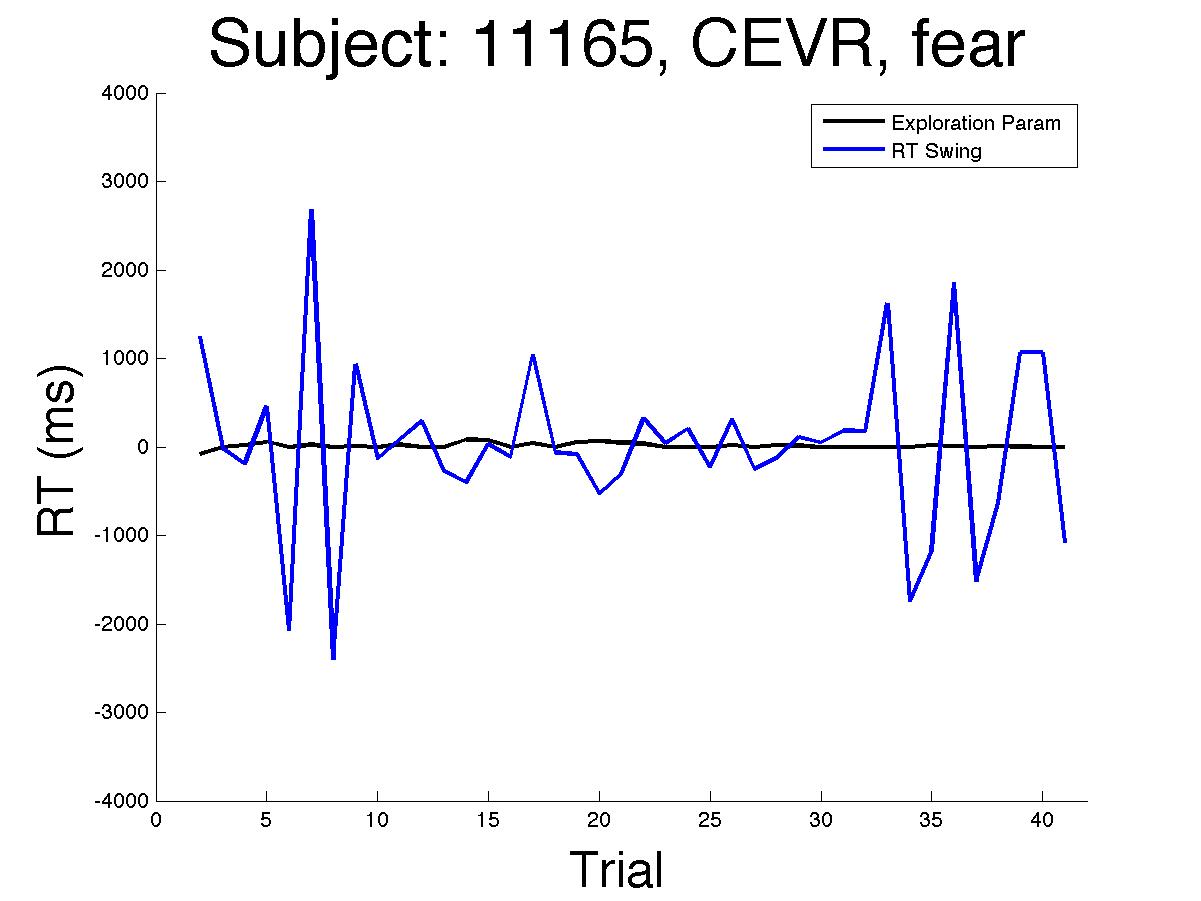 Subject: 11165, CEVR, fear
4000
3000
2000
1000
0
-1000
-2000
-3000
-4000
RT (ms)
Exploration Param
RT Swing
0 5 10 15 20 25 30 35 40
Trial